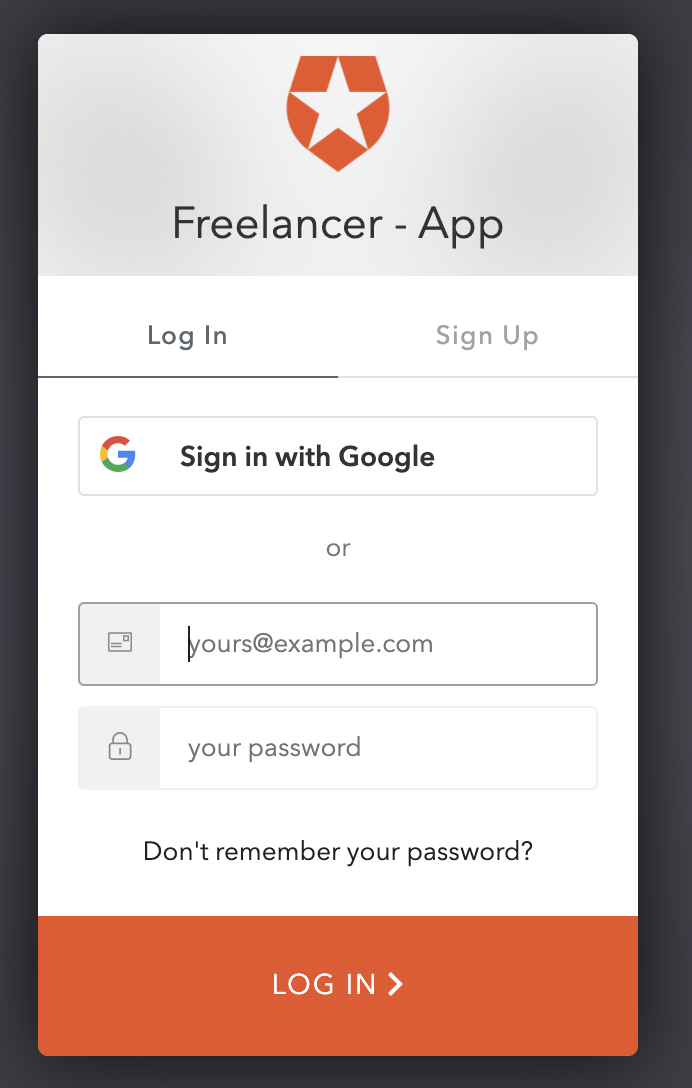 Freelancer - App
Log In
Sign Up
Sign in with Google
or
yours@example.com
your password
Don't remember your password?
LOG IN